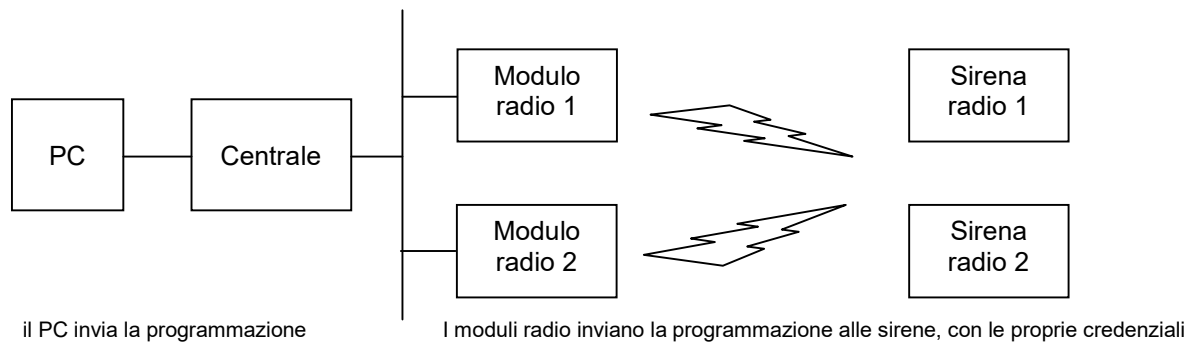 PC
Centrale
Modulo
radio 1
Modulo
radio 2
Sirena
radio 1
Sirena
radio 2
il PC invia la programmazione
I moduli radio inviano la programmazione alle sirene, con le proprie credenziali